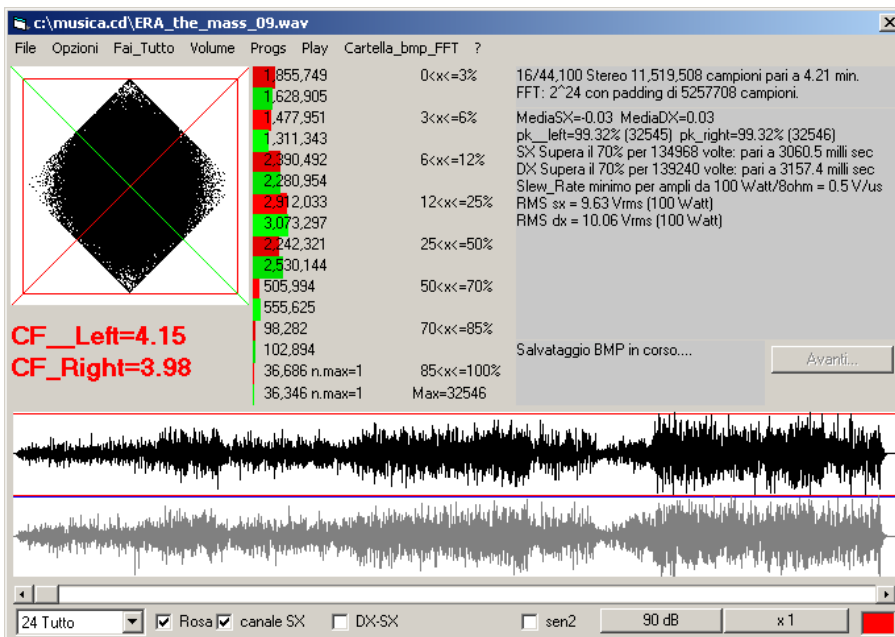 c:\musica.cd\ERA_the_mass_09.wav
File Opzioni Fai_Tutto Volume Progs Play Cartella_bmp_FFT ?
1,855,749 0<x<=3%
1,628,905
1,477,951 3<x<=6%
1,311,343
2,390,492 6<x<=12%
2,280,954
2,912,033 12<x<=25%
3,073,297
2,242,321 25<x<=50%
2,530,144
505,994 50<x<=70%
555,625
98,282 70<x<=85%
102,894
36,686 n.max=1 85<x<=100%
36,346 n.max=1 Max=32546
16/44,100 Stereo 11,519,508 campioni pari a 4.21 min.
FFT: 2^24 con padding di 5257708 campioni.
MediaSX=-0.03 MediaDX=0.03
pk__left=99.32% (32545) pk_right=99.32% (32546)
SX Supera il 70% per 134968 volte: pari a 3060.5 milli sec
DX Supera il 70% per 139240 volte: pari a 3157.4 milli sec
Slew_Rate minimo per ampli da 100 Watt/8ohm = 0.5 V/us
RMS sx = 9.63 Vrms (100 Watt)
RMS dx = 10.06 Vrms (100 Watt)
CF__Left=4.15
CF_Right=3.98
Salvataggio BMP in corso....
Avanti...
24 Tutto Rosa canale SX DX-SX sen2 90 dB x 1